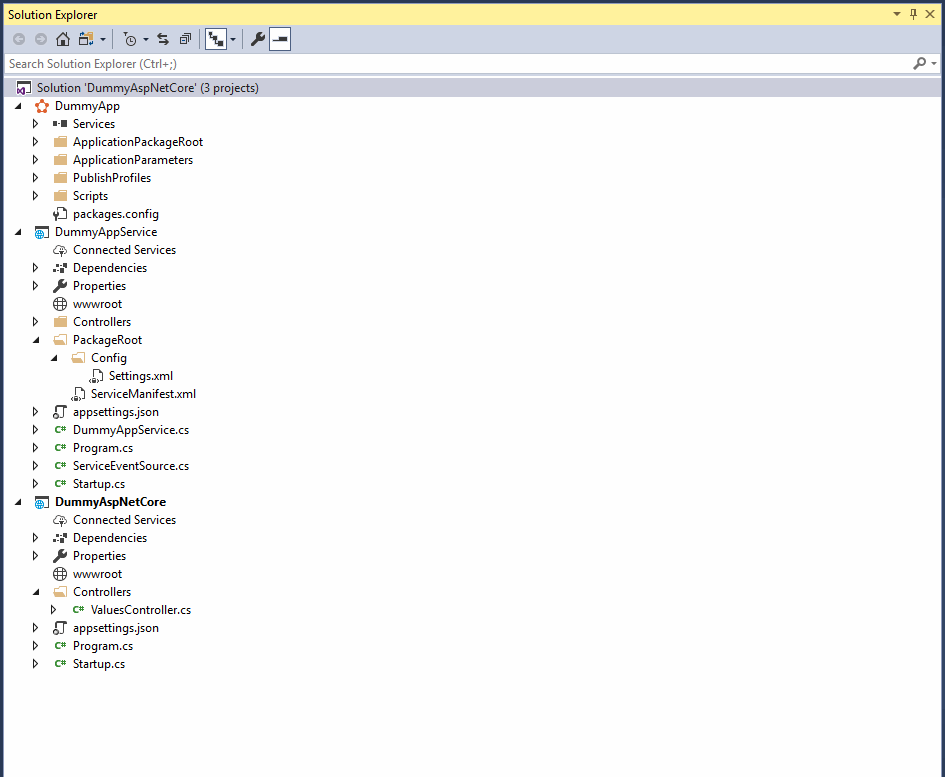 Solution Explorer
Search Solution Explorer (Ctrl+;)
Solution 'DummyAspNetCore' (3 projects)
DummyApp
Services
ApplicationPackageRoot
ApplicationParameters
PublishProfiles
Scripts
packages.config
DummyAppService
Connected Services
Dependencies
Properties
wwwroot
Controllers
PackageRoot
Config
Settings.xml
ServiceManifest.xml
appsettings.json
C# DummyAppService.cs
C# Program.cs
C# ServiceEventSource.cs
C# Startup.cs
DummyAspNetCore
Connected Services
Dependencies
Properties
wwwroot
Controllers
C# ValuesController.cs
appsettings.json
C# Program.cs
C# Startup.cs